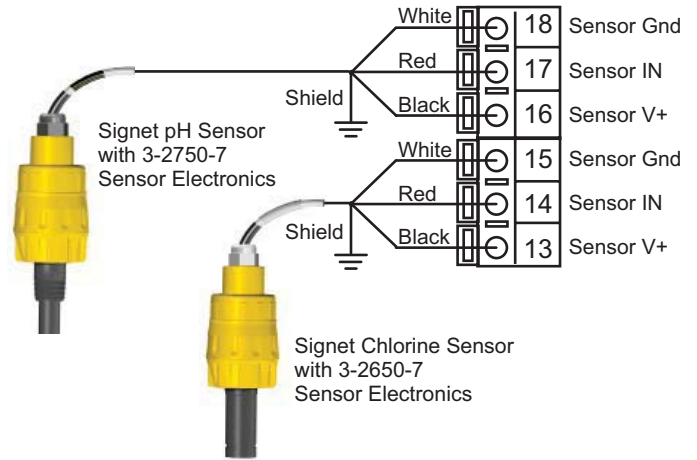 White
18 Sensor Gnd
Red
17 Sensor IN
Shield
Black
16 Sensor V+
Signet pH Sensor
with 3-2750-7
Sensor Electronics
White
15 Sensor Gnd
Red
14 Sensor IN
Shield
Black
13 Sensor V+
Signet Chlorine Sensor
with 3-2650-7
Sensor Electronics